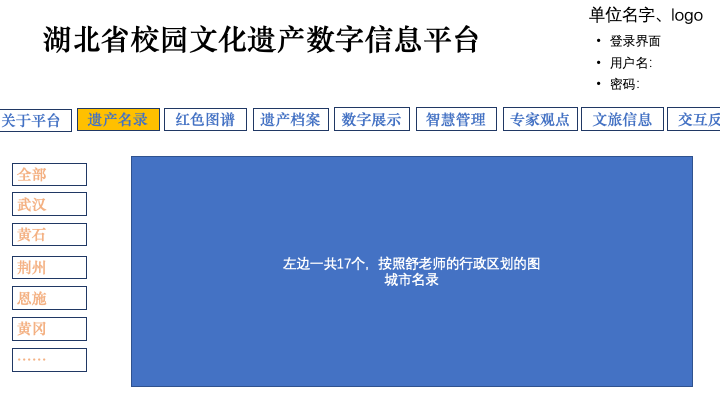 湖北省校园文化遗产数字信息平台
单位名字、logo
• 登录界面
• 用户名:
• 密码:
关于平台
遗产名录
红色图谱
遗产档案
数字展示
智慧管理
专家观点
文旅信息
交互反
全部
武汉
黄石
荆州
恩施
黄冈
……
左边一共17个，按照舒老师的行政区划的图
城市名录